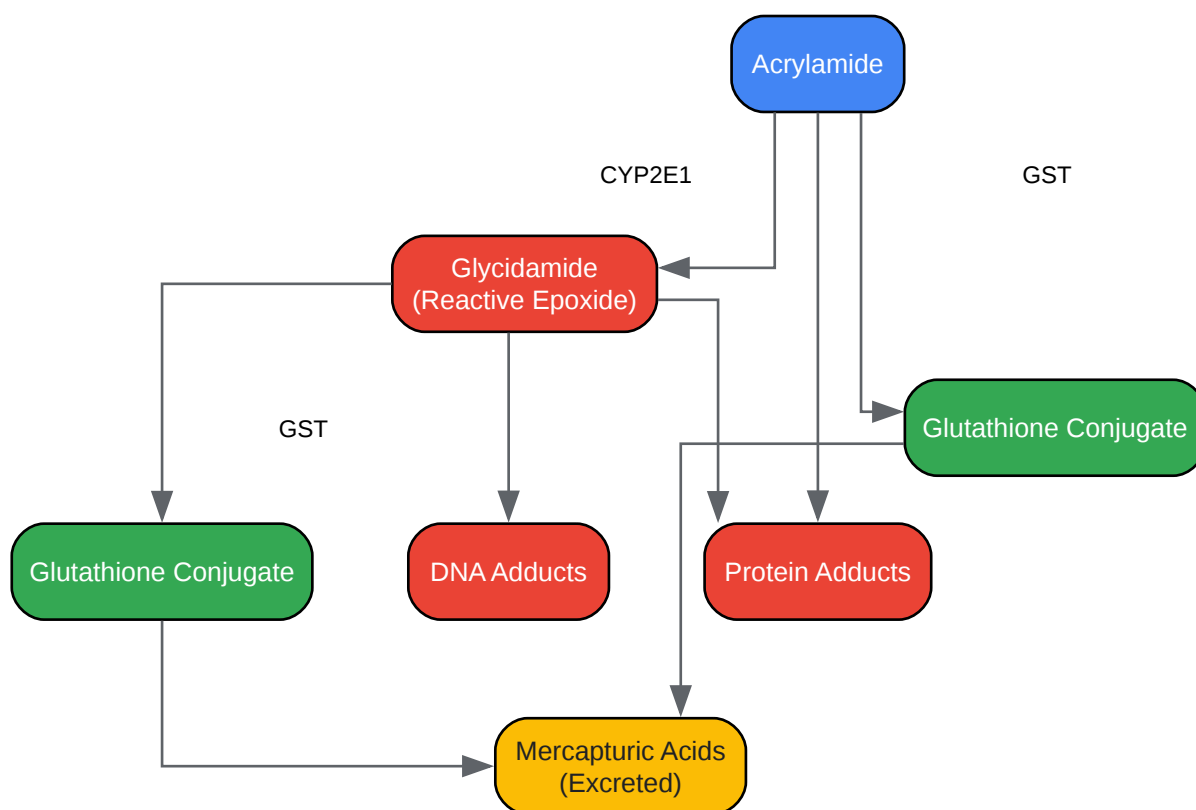 Acrylamide
CYP2E1
GST
Glycidamide
(Reactive Epoxide)
Glutathione Conjugate
GST
Glutathione Conjugate
DNA Adducts
Protein Adducts
Mercapturic Acids
(Excreted)